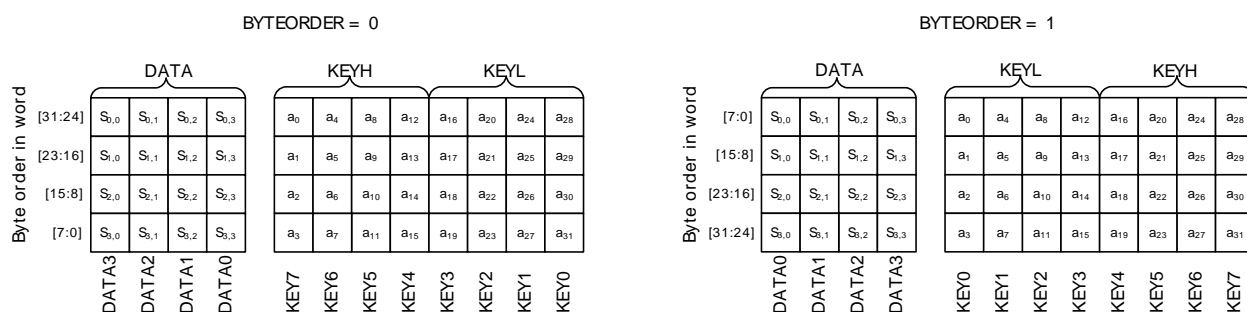 BYTEORDER = 0
DATA KEYH KEYL
Byte order in word
[31:24] S0,0 S0,1 S0,2 S0,3 a0 a4 a8 a12 a16 a20 a24 a28
[23:16] S1,0 S1,1 S1,2 S1,3 a1 a5 a9 a13 a17 a21 a25 a29
[15:8] S2,0 S2,1 S2,2 S2,3 a2 a6 a10 a14 a18 a22 a26 a30
[7:0] S3,0 S3,1 S3,2 S3,3 a3 a7 a11 a15 a19 a23 a27 a31
DATA3 DATA2 DATA1 DATA0 KEY7 KEY6 KEY5 KEY4 KEY3 KEY2 KEY1 KEY0
BYTEORDER = 1
DATA KEYL KEYH
Byte order in word
[7:0] S0,0 S0,1 S0,2 S0,3 a0 a4 a8 a12 a16 a20 a24 a28
[15:8] S1,0 S1,1 S1,2 S1,3 a1 a5 a9 a13 a17 a21 a25 a29
[23:16] S2,0 S2,1 S2,2 S2,3 a2 a6 a10 a14 a18 a22 a26 a30
[31:24] S3,0 S3,1 S3,2 S3,3 a3 a7 a11 a15 a19 a23 a27 a31
DATA0 DATA1 DATA2 DATA3 KEY0 KEY1 KEY2 KEY3 KEY4 KEY5 KEY6 KEY7